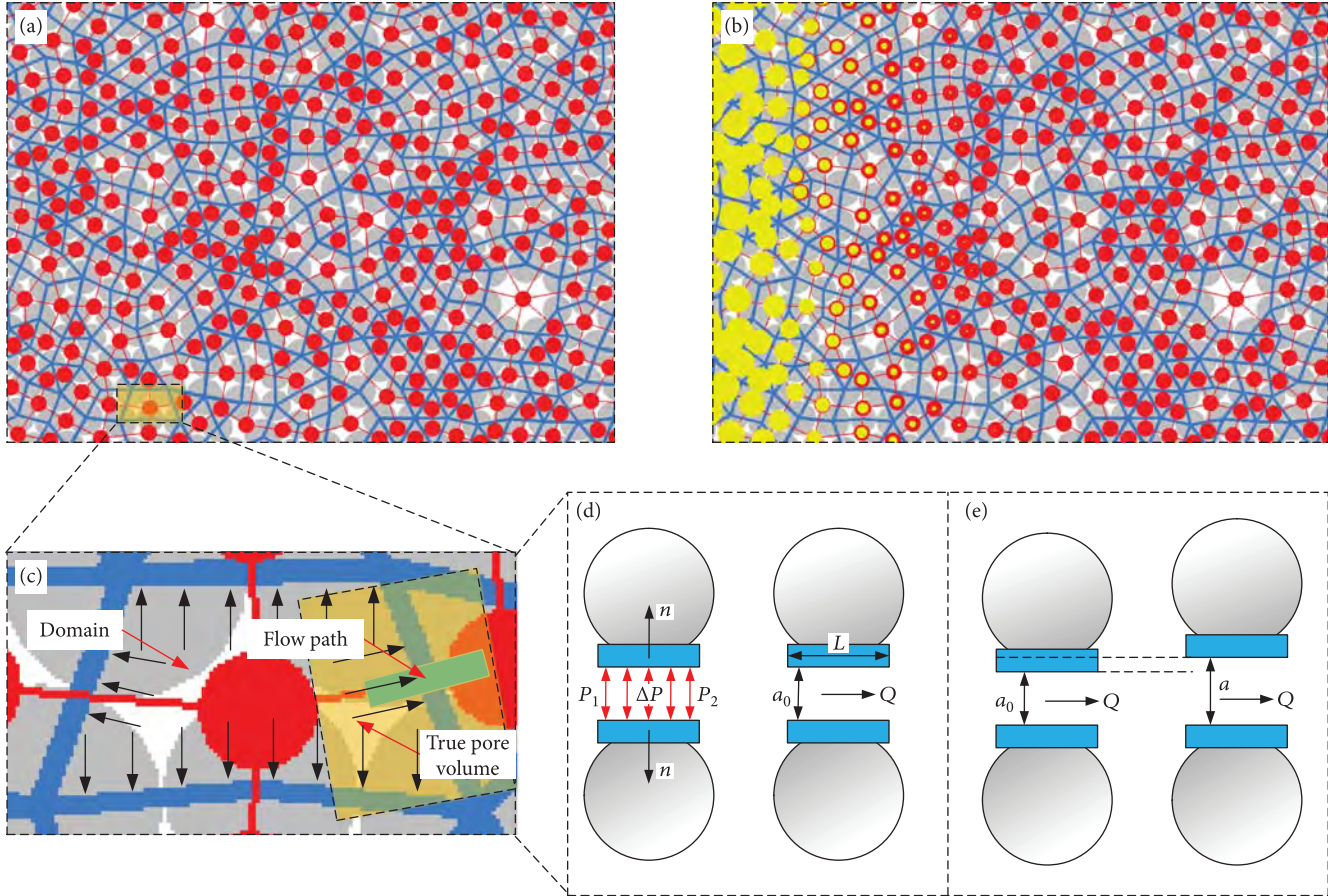 (a)
(b)
(c)
Domain
Flow path
True pore
volume
(d)
n
P1
ΔP
P2
n
L
a0
Q
(e)
a0
Q
a
Q